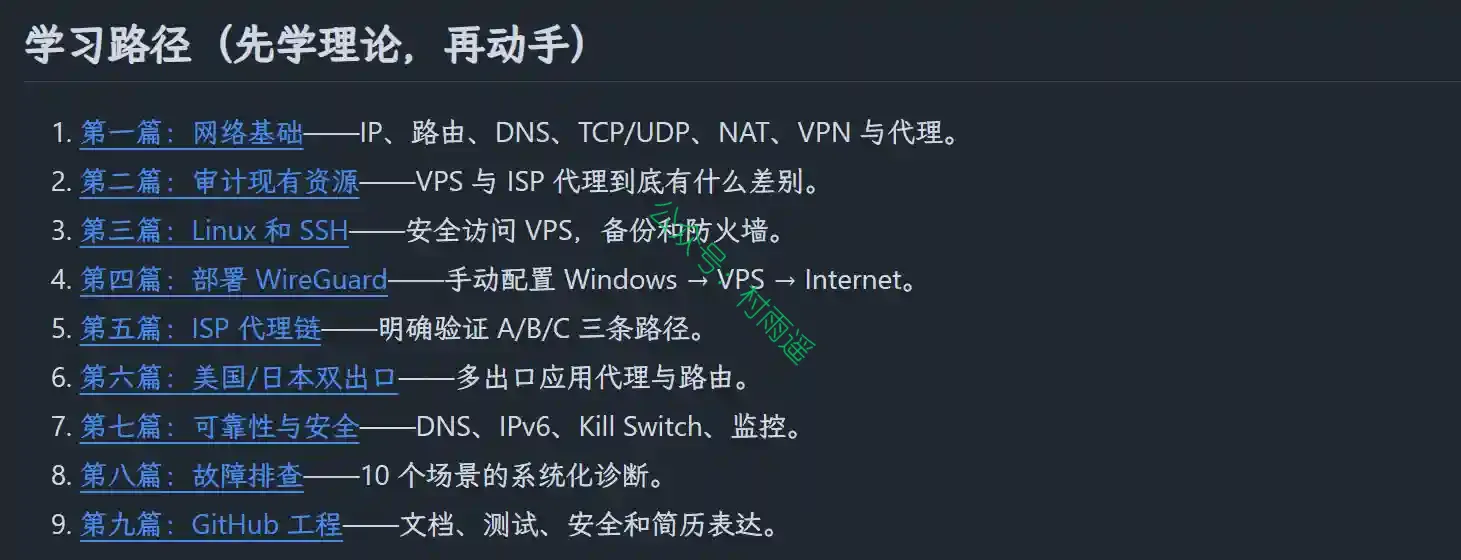 学习路径（先学理论，再动手）
1. 第一篇：网络基础——IP、路由、DNS、TCP/UDP、NAT、VPN 与代理。
2. 第二篇：审计现有资源——VPS 与 ISP 代理到底有什么差别。
3. 第三篇：Linux 和 SSH——安全访问 VPS，备份和防火墙。
4. 第四篇：部署 WireGuard——手动配置 Windows → VPS → Internet。
5. 第五篇：ISP 代理链——明确验证 A/B/C 三条路径。
6. 第六篇：美国/日本双出口——多出口应用代理与路由。
7. 第七篇：可靠性与安全——DNS、IPv6、Kill Switch、监控。
8. 第八篇：故障排查——10 个场景的系统化诊断。
9. 第九篇：GitHub 工程——文档、测试、安全和简历表达。
公众号：村雨遥